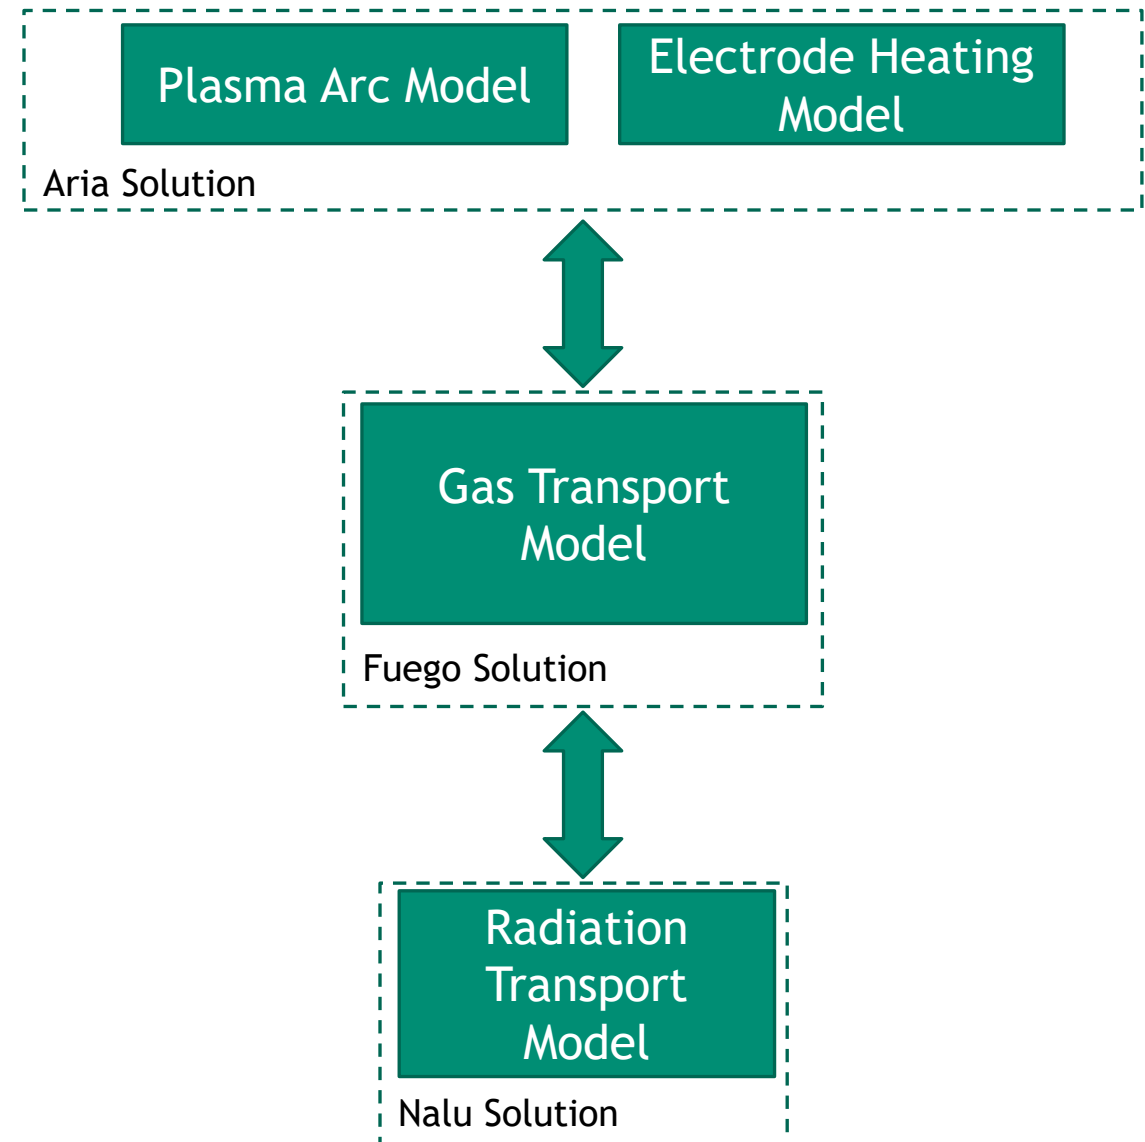 Plasma Arc Model
Electrode Heating
Model
Aria Solution
Gas Transport
Model
Fuego Solution
Radiation
Transport
Model
Nalu Solution